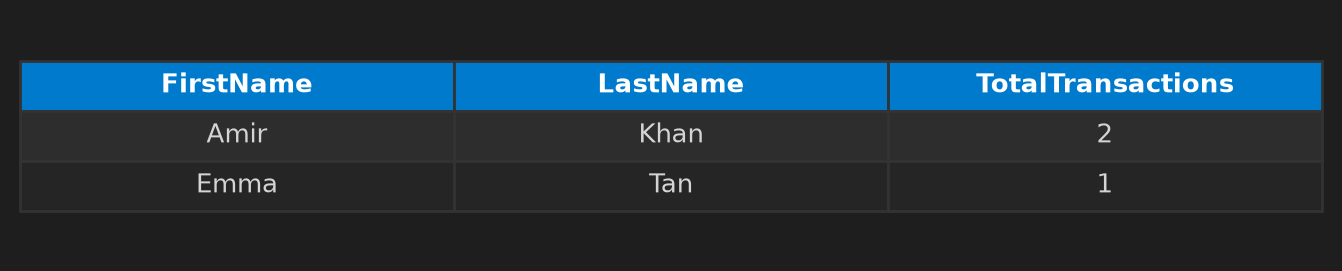 FirstName LastName TotalTransactions
Amir Khan 2
Emma Tan 1